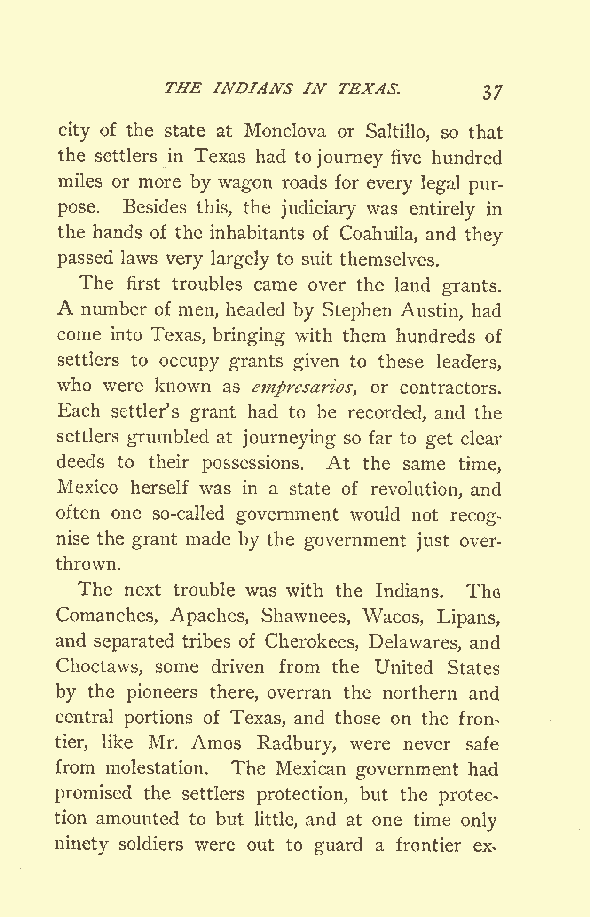 THE INDIANS IN TEXAS. 37
city of the state at Monclova or Saltillo, so that
the settlers in Texas had to journey five hundred
miles or more by wagon roads for every legal pur-
pose. Besides this, the judiciary was entirely in
the hands of the inhabitants of Coahuila, and they
passed laws very largely to suit themselves.
The first troubles came over the land grants.
A number of men, headed by Stephen Austin, had
come into Texas, bringing with them hundreds of
settlers to occupy grants given to these leaders,
who were known as empresarios, or contractors.
Each settler's grant had to be recorded, and the
settlers grumbled at journeying so far to get clear
deeds to their possessions. At the same time,
Mexico herself was in a state of revolution, and
often one so-called government would not recog-
nise the grant made by the government just over-
thrown.
The next trouble was with the Indians. The
Comanches, Apaches, Shawnees, Wacos, Lipans,
and separated tribes of Cherokees, Delawares, and
Choctaws, some driven from the United States
by the pioneers there, overran the northern and
central portions of Texas, and those on the fron-
tier, like Mr. Amos Radbury, were never safe
from molestation. The Mexican government had
promised the settlers protection, but the protec-
tion amounted to but little, and at one time only
ninety soldiers were out to guard a frontier ex-